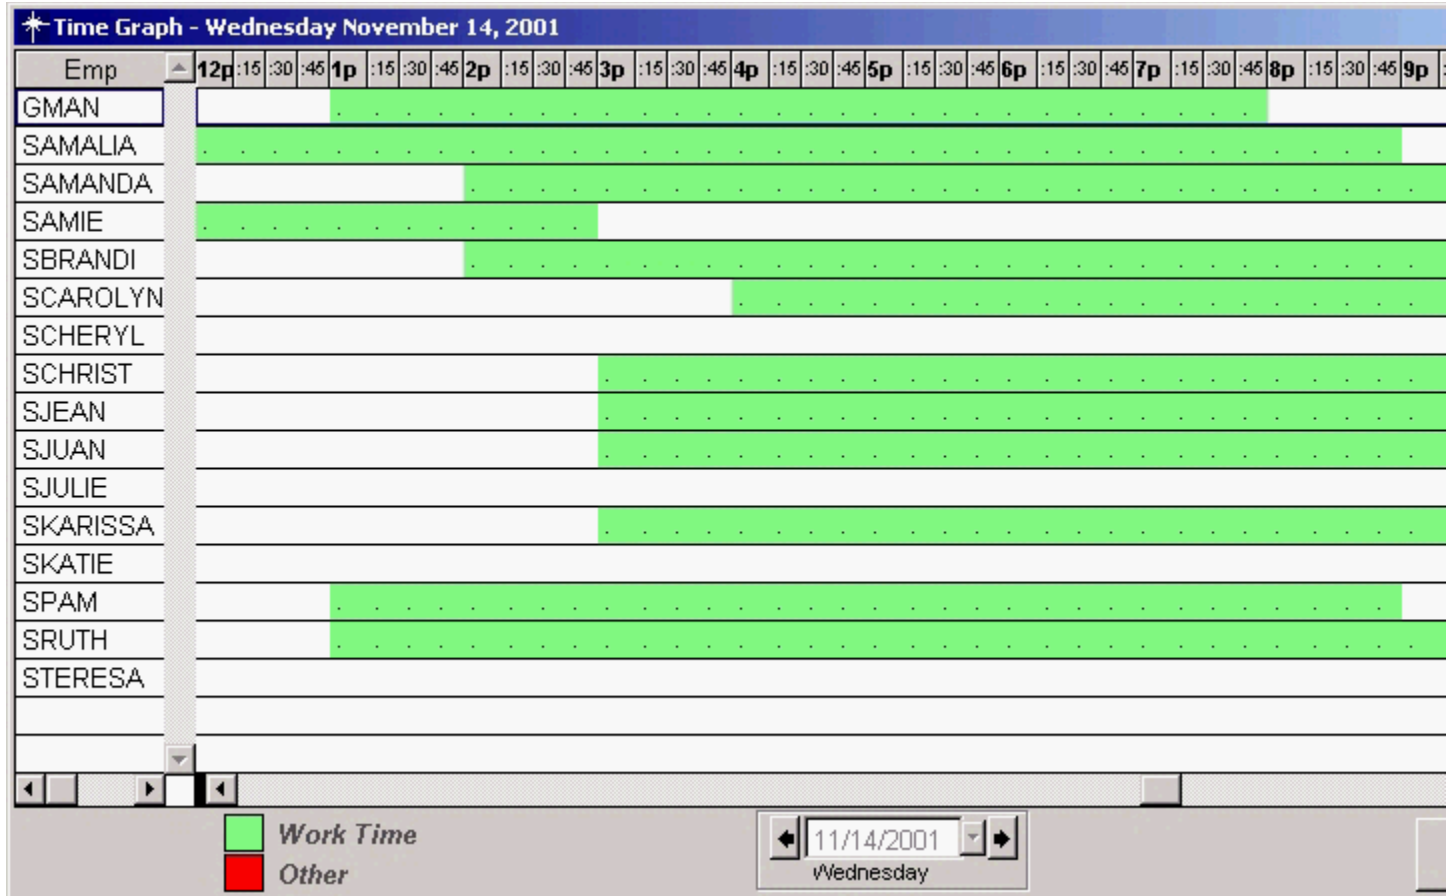 Time Graph - Wednesday November 14, 2001
Emp 12p :15 :30 :45 1p :15 :30 :45 2p :15 :30 :45 3p :15 :30 :45 4p :15 :30 :45 5p :15 :30 :45 6p :15 :30 :45 7p :15 :30 :45 8p :15 :30 :45 9p
GMAN
SAMALIA
SAMANDA
SAMIE
SBRANDI
SCAROLYN
SCHERYL
SCHRIST
SJEAN
SJUAN
SJULIE
SKARISSA
SKATIE
SPAM
SRUTH
STERESA
Work Time
Other
11/14/2001
Wednesday